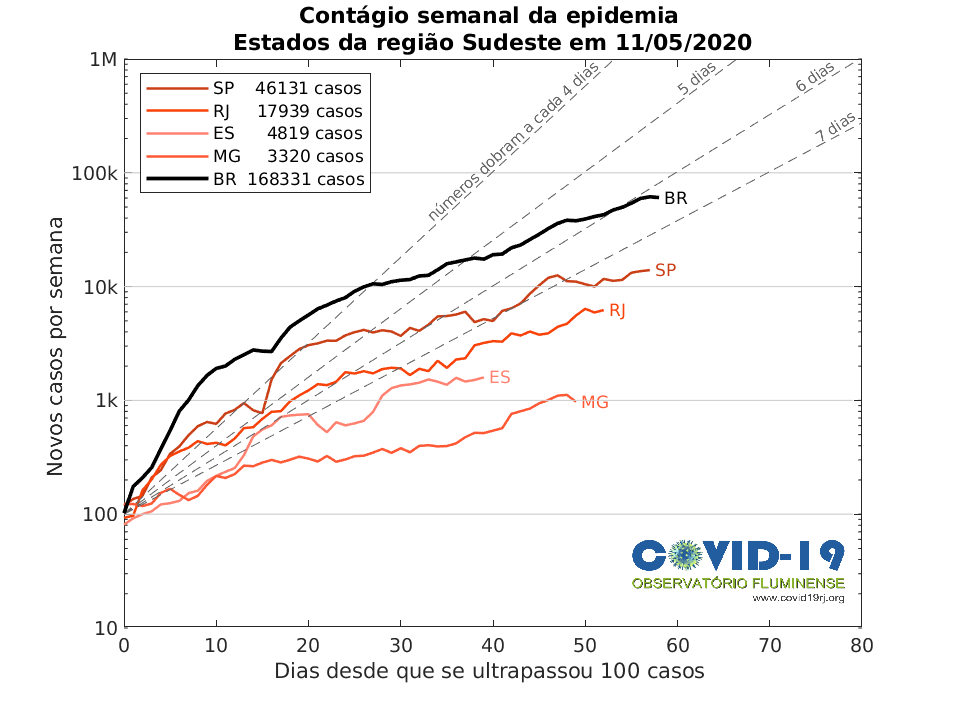 Contágio semanal da epidemia
Estados da região Sudeste em 11/05/2020
1M
100k
10k
1k
100
10
Novos casos por semana
SP 46131 casos
RJ 17939 casos
ES 4819 casos
MG 3320 casos
BR 168331 casos
números dobram a cada 4 dias
5 dias
6 dias
7 dias
BR
SP
RJ
ES
MG
COVID-19
OBSERVATÓRIO FLUMINENSE
www.covid19rj.org
0 10 20 30 40 50 60 70 80
Dias desde que se ultrapassou 100 casos